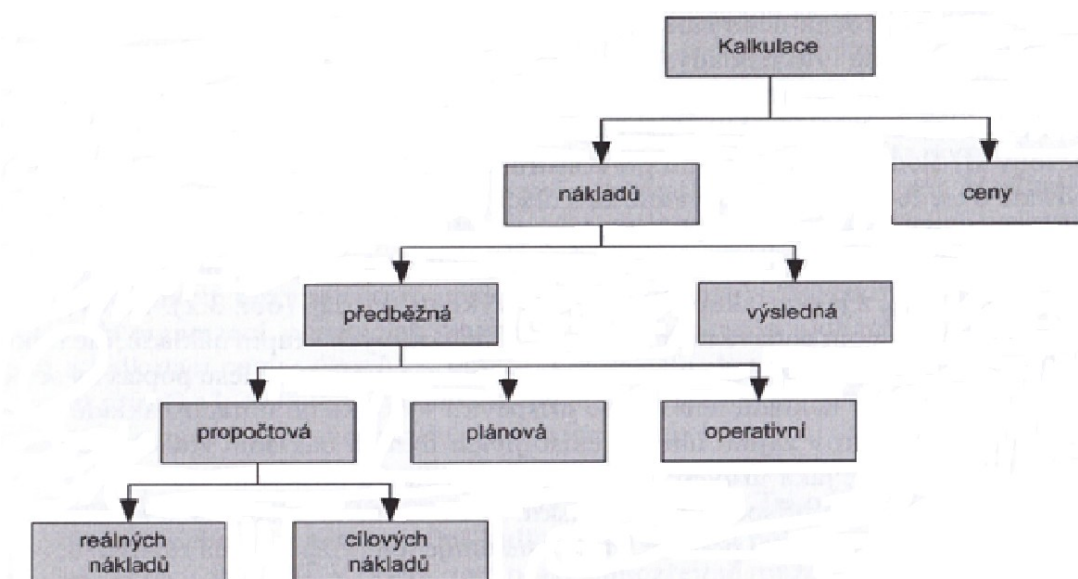 Kalkulace
nákladů
ceny
předběžná
výsledná
propočtová
plánová
operativní
reálných
nákladů
cílových
nákladů